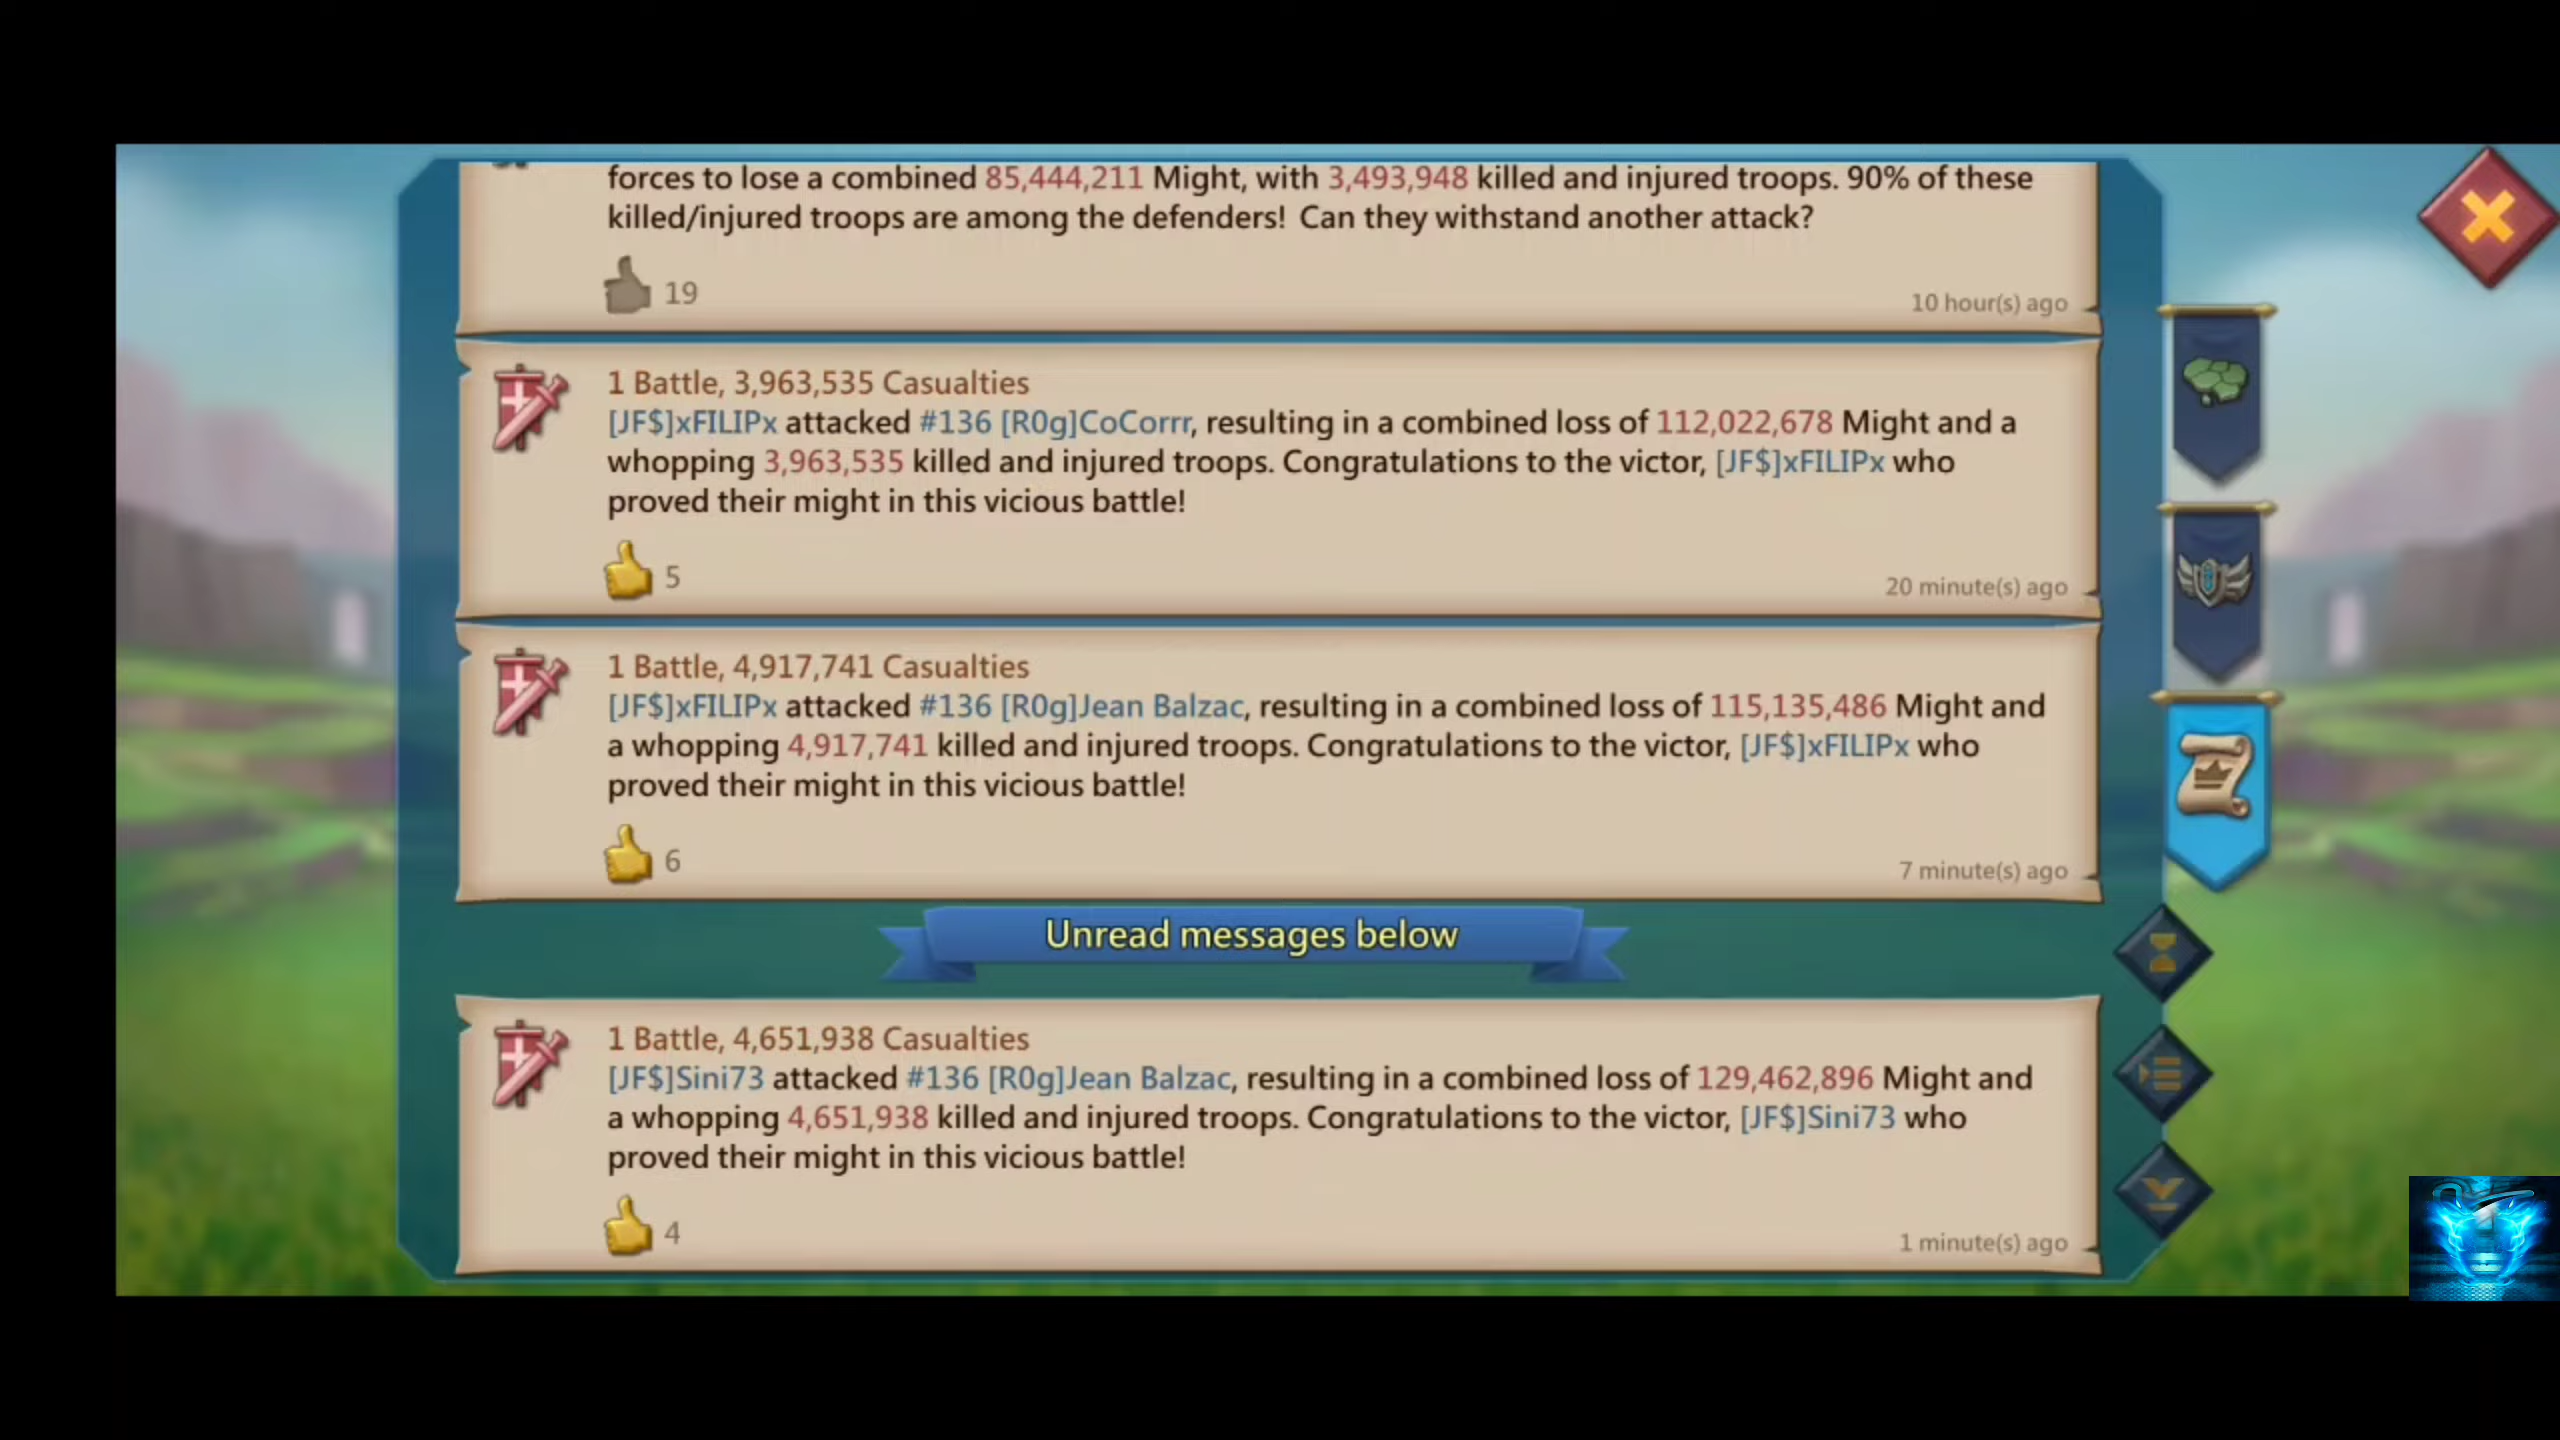 forces to lose a combined 85,444,211 Might, with 3,493,948 killed and injured troops. 90% of these
killed/injured troops are among the defenders! Can they withstand another attack?
19
10 hour(s) ago
1 Battle, 3,963,535 Casualties
[JF$]xFILIPx attacked #136 [R0g]CoCorrr, resulting in a combined loss of 112,022,678 Might and a
whopping 3,963,535 killed and injured troops. Congratulations to the victor, [JF$]xFILIPx who
proved their might in this vicious battle!
5
20 minute(s) ago
1 Battle, 4,917,741 Casualties
[JF$]xFILIPx attacked #136 [R0g]Jean Balzac, resulting in a combined loss of 115,135,486 Might and
a whopping 4,917,741 killed and injured troops. Congratulations to the victor, [JF$]xFILIPx who
proved their might in this vicious battle!
6
7 minute(s) ago
Unread messages below
1 Battle, 4,651,938 Casualties
[JF$]Sini73 attacked #136 [R0g]Jean Balzac, resulting in a combined loss of 129,462,896 Might and
a whopping 4,651,938 killed and injured troops. Congratulations to the victor, [JF$]Sini73 who
proved their might in this vicious battle!
4
1 minute(s) ago